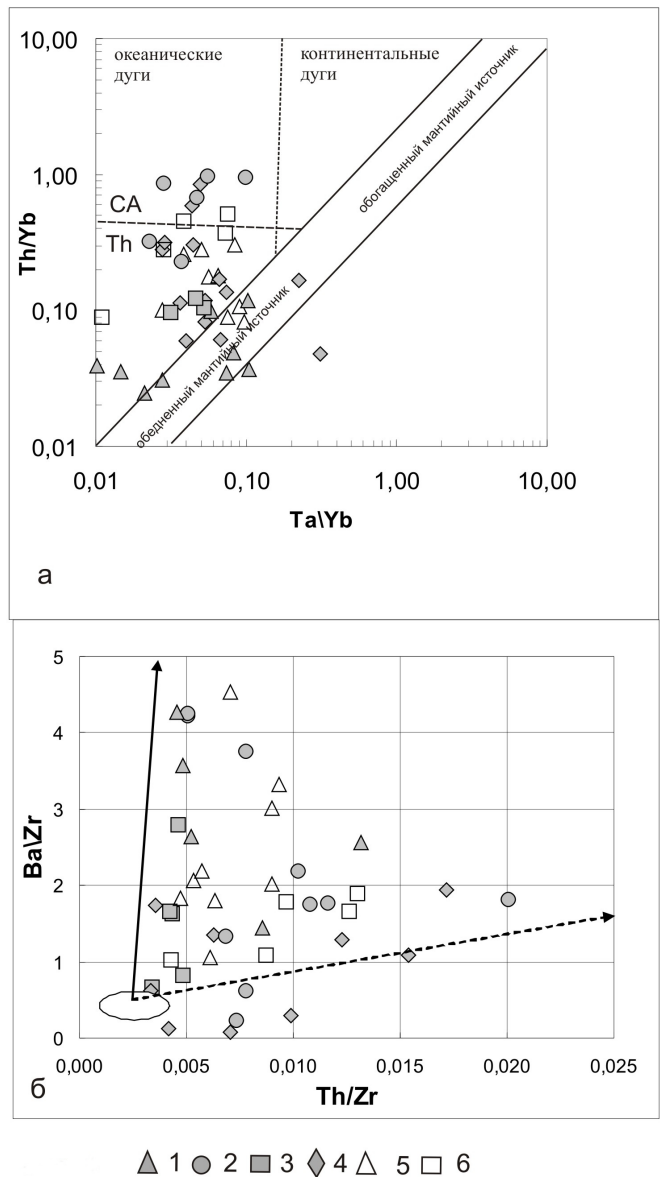 10,00
океанические
дуги
континентальные
дуги
обогащенный мантийный источник
1,00
CA
Th
Th/Yb
0,10
обедненный мантийный источник
0,01
0,01
0,10
1,00
10,00
Ta\Yb
а
5
4
3
Ba\Zr
2
1
0
0,000
0,005
0,010
0,015
0,020
0,025
Th/Zr
б
1 2 3 4 5 6